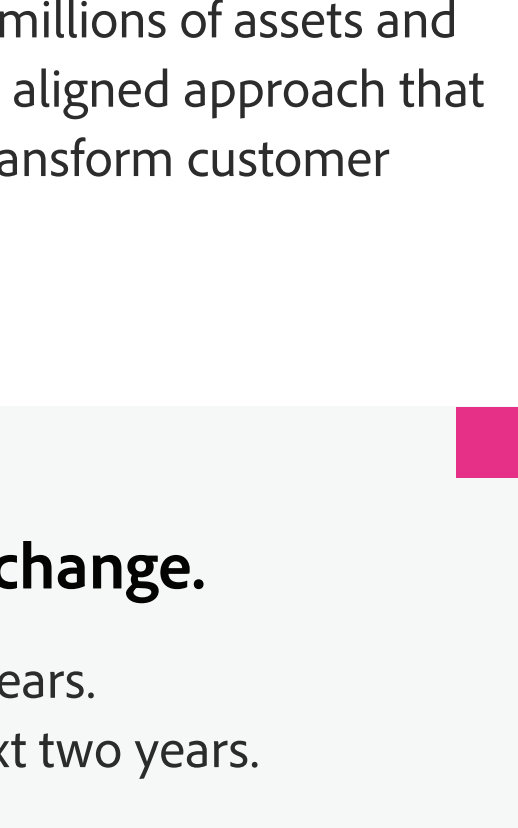 millions of assets and
aligned approach that
ansform customer
change.
ears.
xt two years.